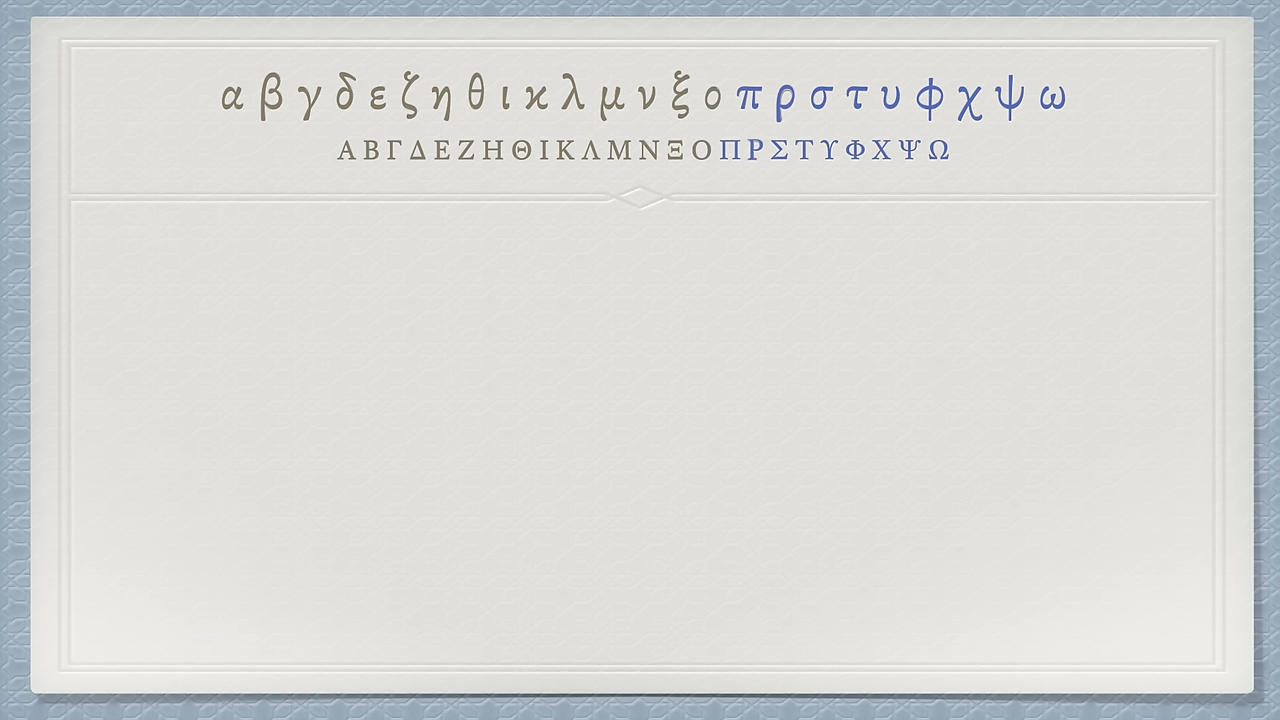 α β γ δ ε ζ η θ ι κ λ μ ν ξ ο π ρ σ τ υ φ χ ψ ω
Α Β Γ Δ Ε Ζ Η Θ Ι Κ Λ Μ Ν Ξ Ο Π Ρ Σ Τ Υ Φ Χ Ψ Ω